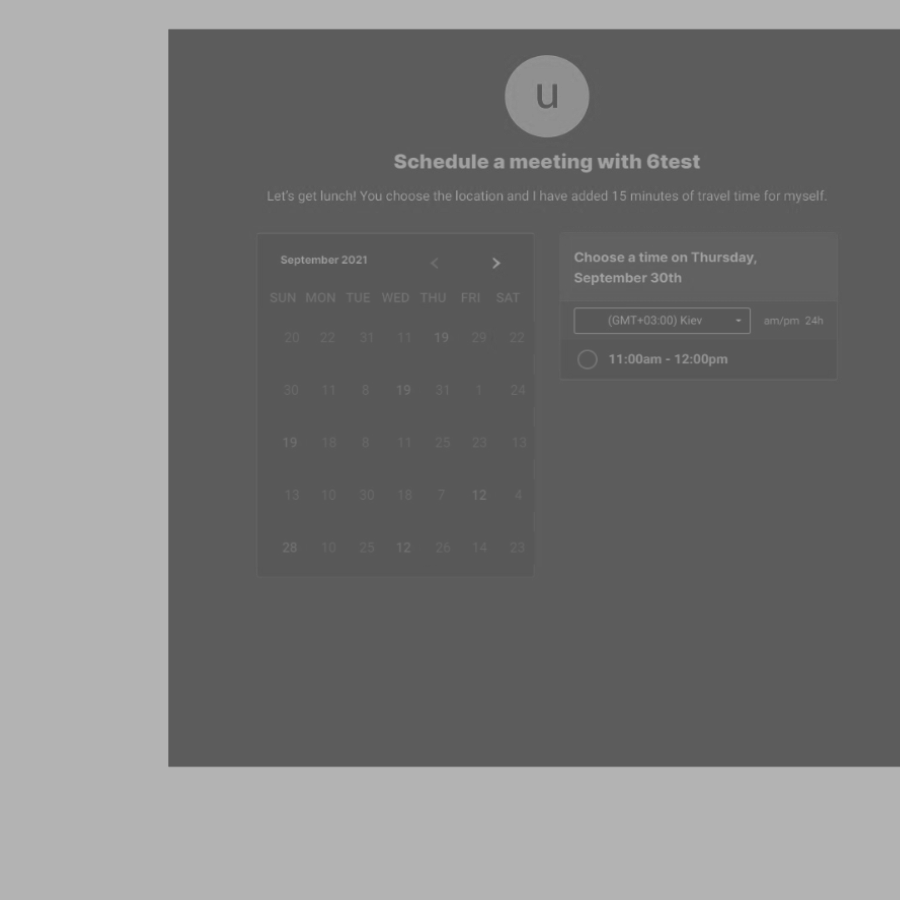 u
Schedule a meeting with 6test
Let's get lunch! You choose the location and I have added 15 minutes of travel time for myself.
September 2021
SUN MON TUE WED THU FRI SAT
20 22 31 11 19 29 22
30 11 8 19 31 1 24
19 18 8 11 25 23 13
13 10 30 18 7 12 4
28 10 25 12 26 14 23
Choose a time on Thursday,
September 30th
(GMT+03:00) Kiev
am/pm 24h
11:00am - 12:00pm